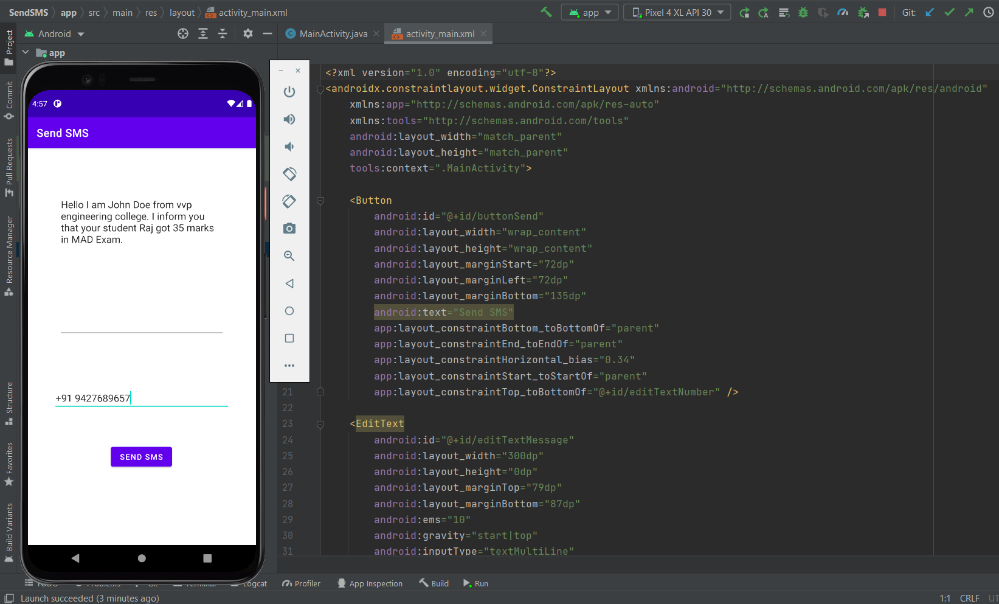 SendSMS app src main res layout activity_main.xml
app
Pixel 4 XL API 30
Git:
Android
MainActivity.java
activity_main.xml
app
Project
Commit
Pull Requests
Resource Manager
Structure
Favorites
Build Variants
4:57
Send SMS
Hello I am John Doe from vvp
engineering college. I inform you
that your student Raj got 35 marks
in MAD Exam.
+91 9427689657
SEND SMS
<?xml version="1.0" encoding="utf-8"?>
<androidx.constraintlayout.widget.ConstraintLayout xmlns:android="http://schemas.android.com/apk/res/android"
xmlns:app="http://schemas.android.com/apk/res-auto"
xmlns:tools="http://schemas.android.com/tools"
android:layout_width="match_parent"
android:layout_height="match_parent"
tools:context=".MainActivity">
<Button
android:id="@+id/buttonSend"
android:layout_width="wrap_content"
android:layout_height="wrap_content"
android:layout_marginStart="72dp"
android:layout_marginLeft="72dp"
android:layout_marginBottom="135dp"
android:text="Send SMS"
app:layout_constraintBottom_toBottomOf="parent"
app:layout_constraintEnd_toEndOf="parent"
app:layout_constraintHorizontal_bias="0.34"
app:layout_constraintStart_toStartOf="parent"
21 app:layout_constraintTop_toBottomOf="@+id/editTextNumber" />
22
23 <EditText
24 android:id="@+id/editTextMessage"
25 android:layout_width="300dp"
26 android:layout_height="0dp"
27 android:layout_marginTop="79dp"
28 android:layout_marginBottom="87dp"
29 android:ems="10"
30 android:gravity="start|top"
31 android:inputType="textMultiLine"
TODO Problems Git Terminal Logcat Profiler App Inspection Build Run
Launch succeeded (3 minutes ago)
1:1 CRLF UT